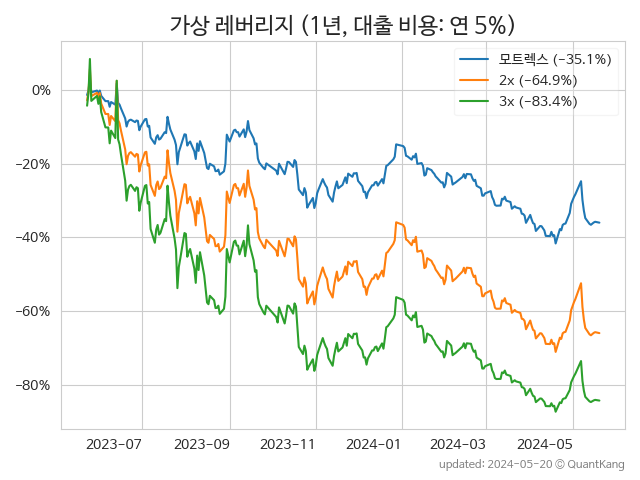 가상 레버리지 (1년, 대출 비용: 연 5%)
모트렉스 (−35.1%)
2x (−64.9%)
3x (−83.4%)
0%
−20%
−40%
−60%
−80%
2023−07 2023−09 2023−11 2024−01 2024−03 2024−05
updated: 2024−05−20 ⓒ QuantKang